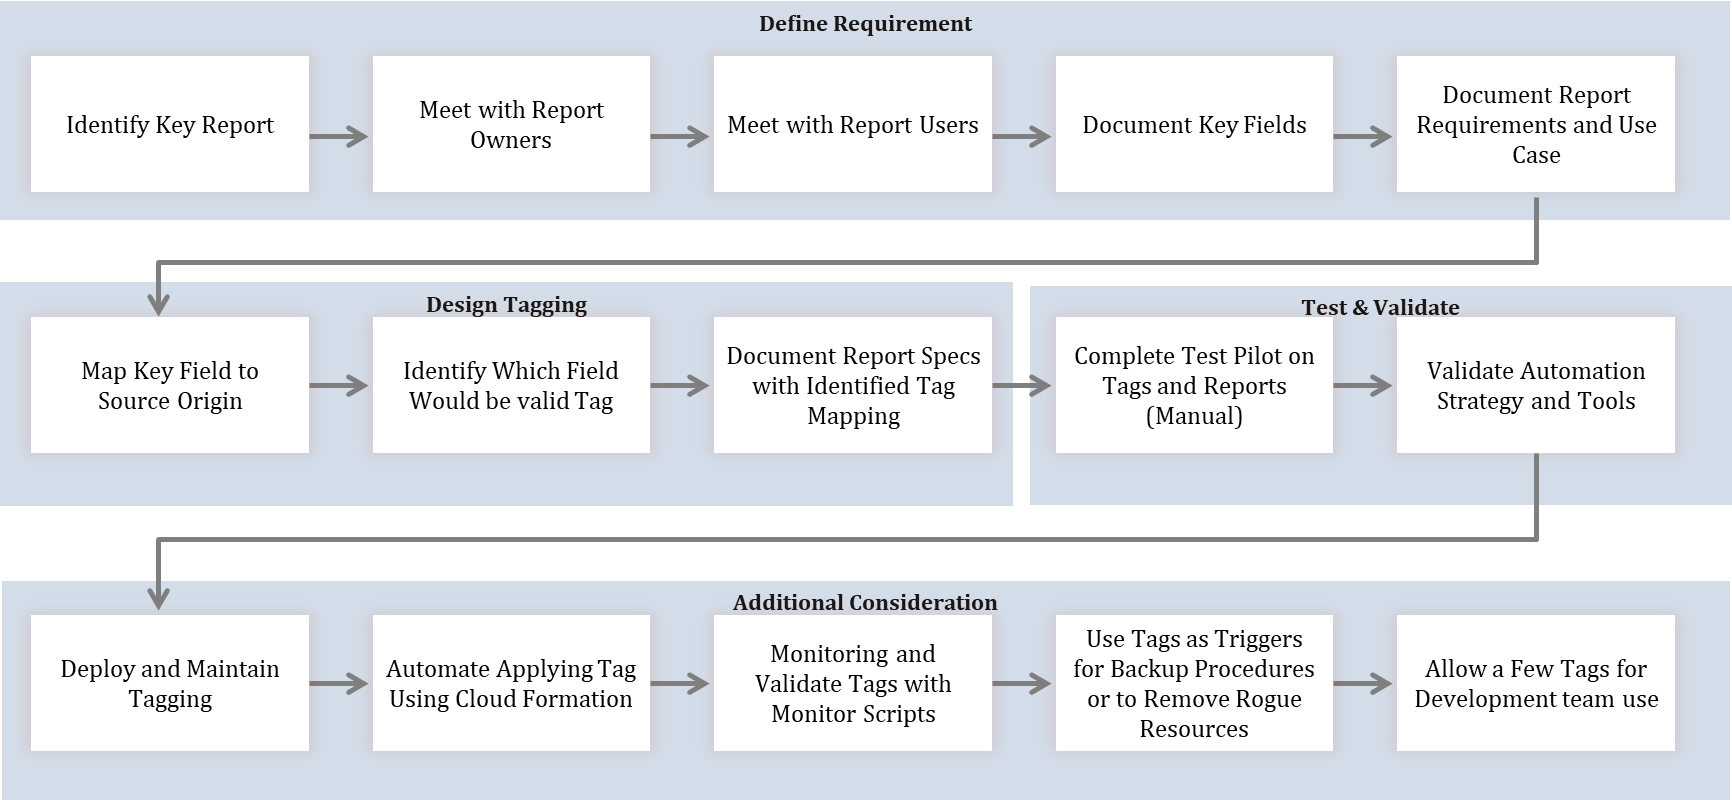 Define Requirement
Identify Key Report
Meet with Report
Owners
Meet with Report Users
Document Key Fields
Document Report
Requirements and Use
Case
Design Tagging
Map Key Field to
Source Origin
Identify Which Field
Would be valid Tag
Document Report Specs
with Identified Tag
Mapping
Test & Validate
Complete Test Pilot on
Tags and Reports
(Manual)
Validate Automation
Strategy and Tools
Additional Consideration
Deploy and Maintain
Tagging
Automate Applying Tag
Using Cloud Formation
Monitoring and
Validate Tags with
Monitor Scripts
Use Tags as Triggers
for Backup Procedures
or to Remove Rogue
Resources
Allow a Few Tags for
Development team use